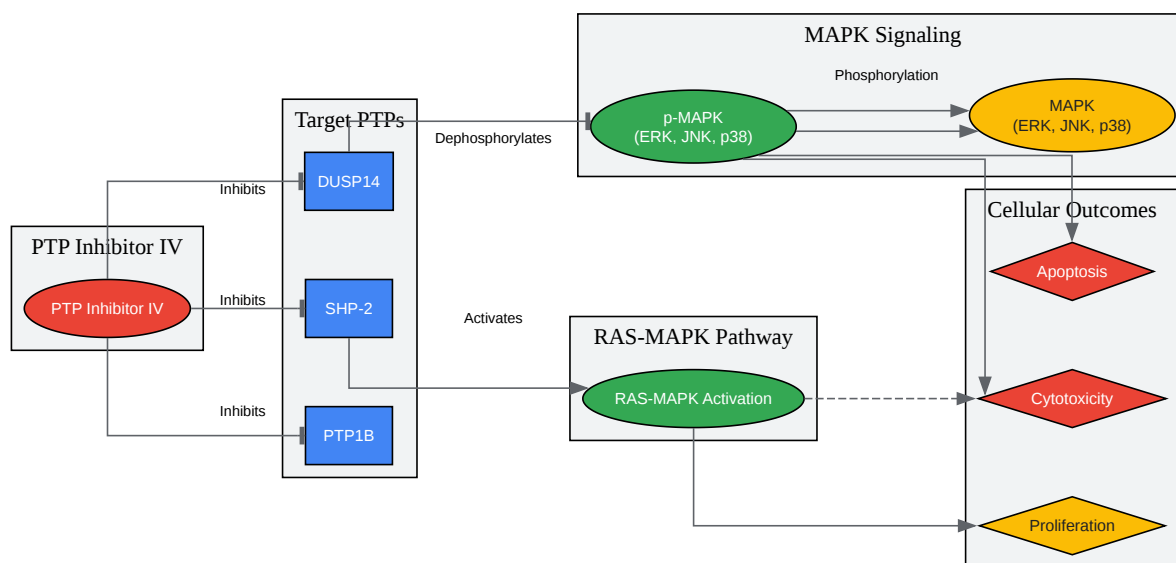 MAPK Signaling
Phosphorylation
p-MAPK
(ERK, JNK, p38)
MAPK
(ERK, JNK, p38)
Target PTPs
Dephosphorylates
DUSP14
Inhibits
PTP Inhibitor IV
PTP Inhibitor IV
Inhibits
SHP-2
Activates
Inhibits
PTP1B
RAS-MAPK Pathway
RAS-MAPK Activation
Cellular Outcomes
Apoptosis
Cytotoxicity
Proliferation